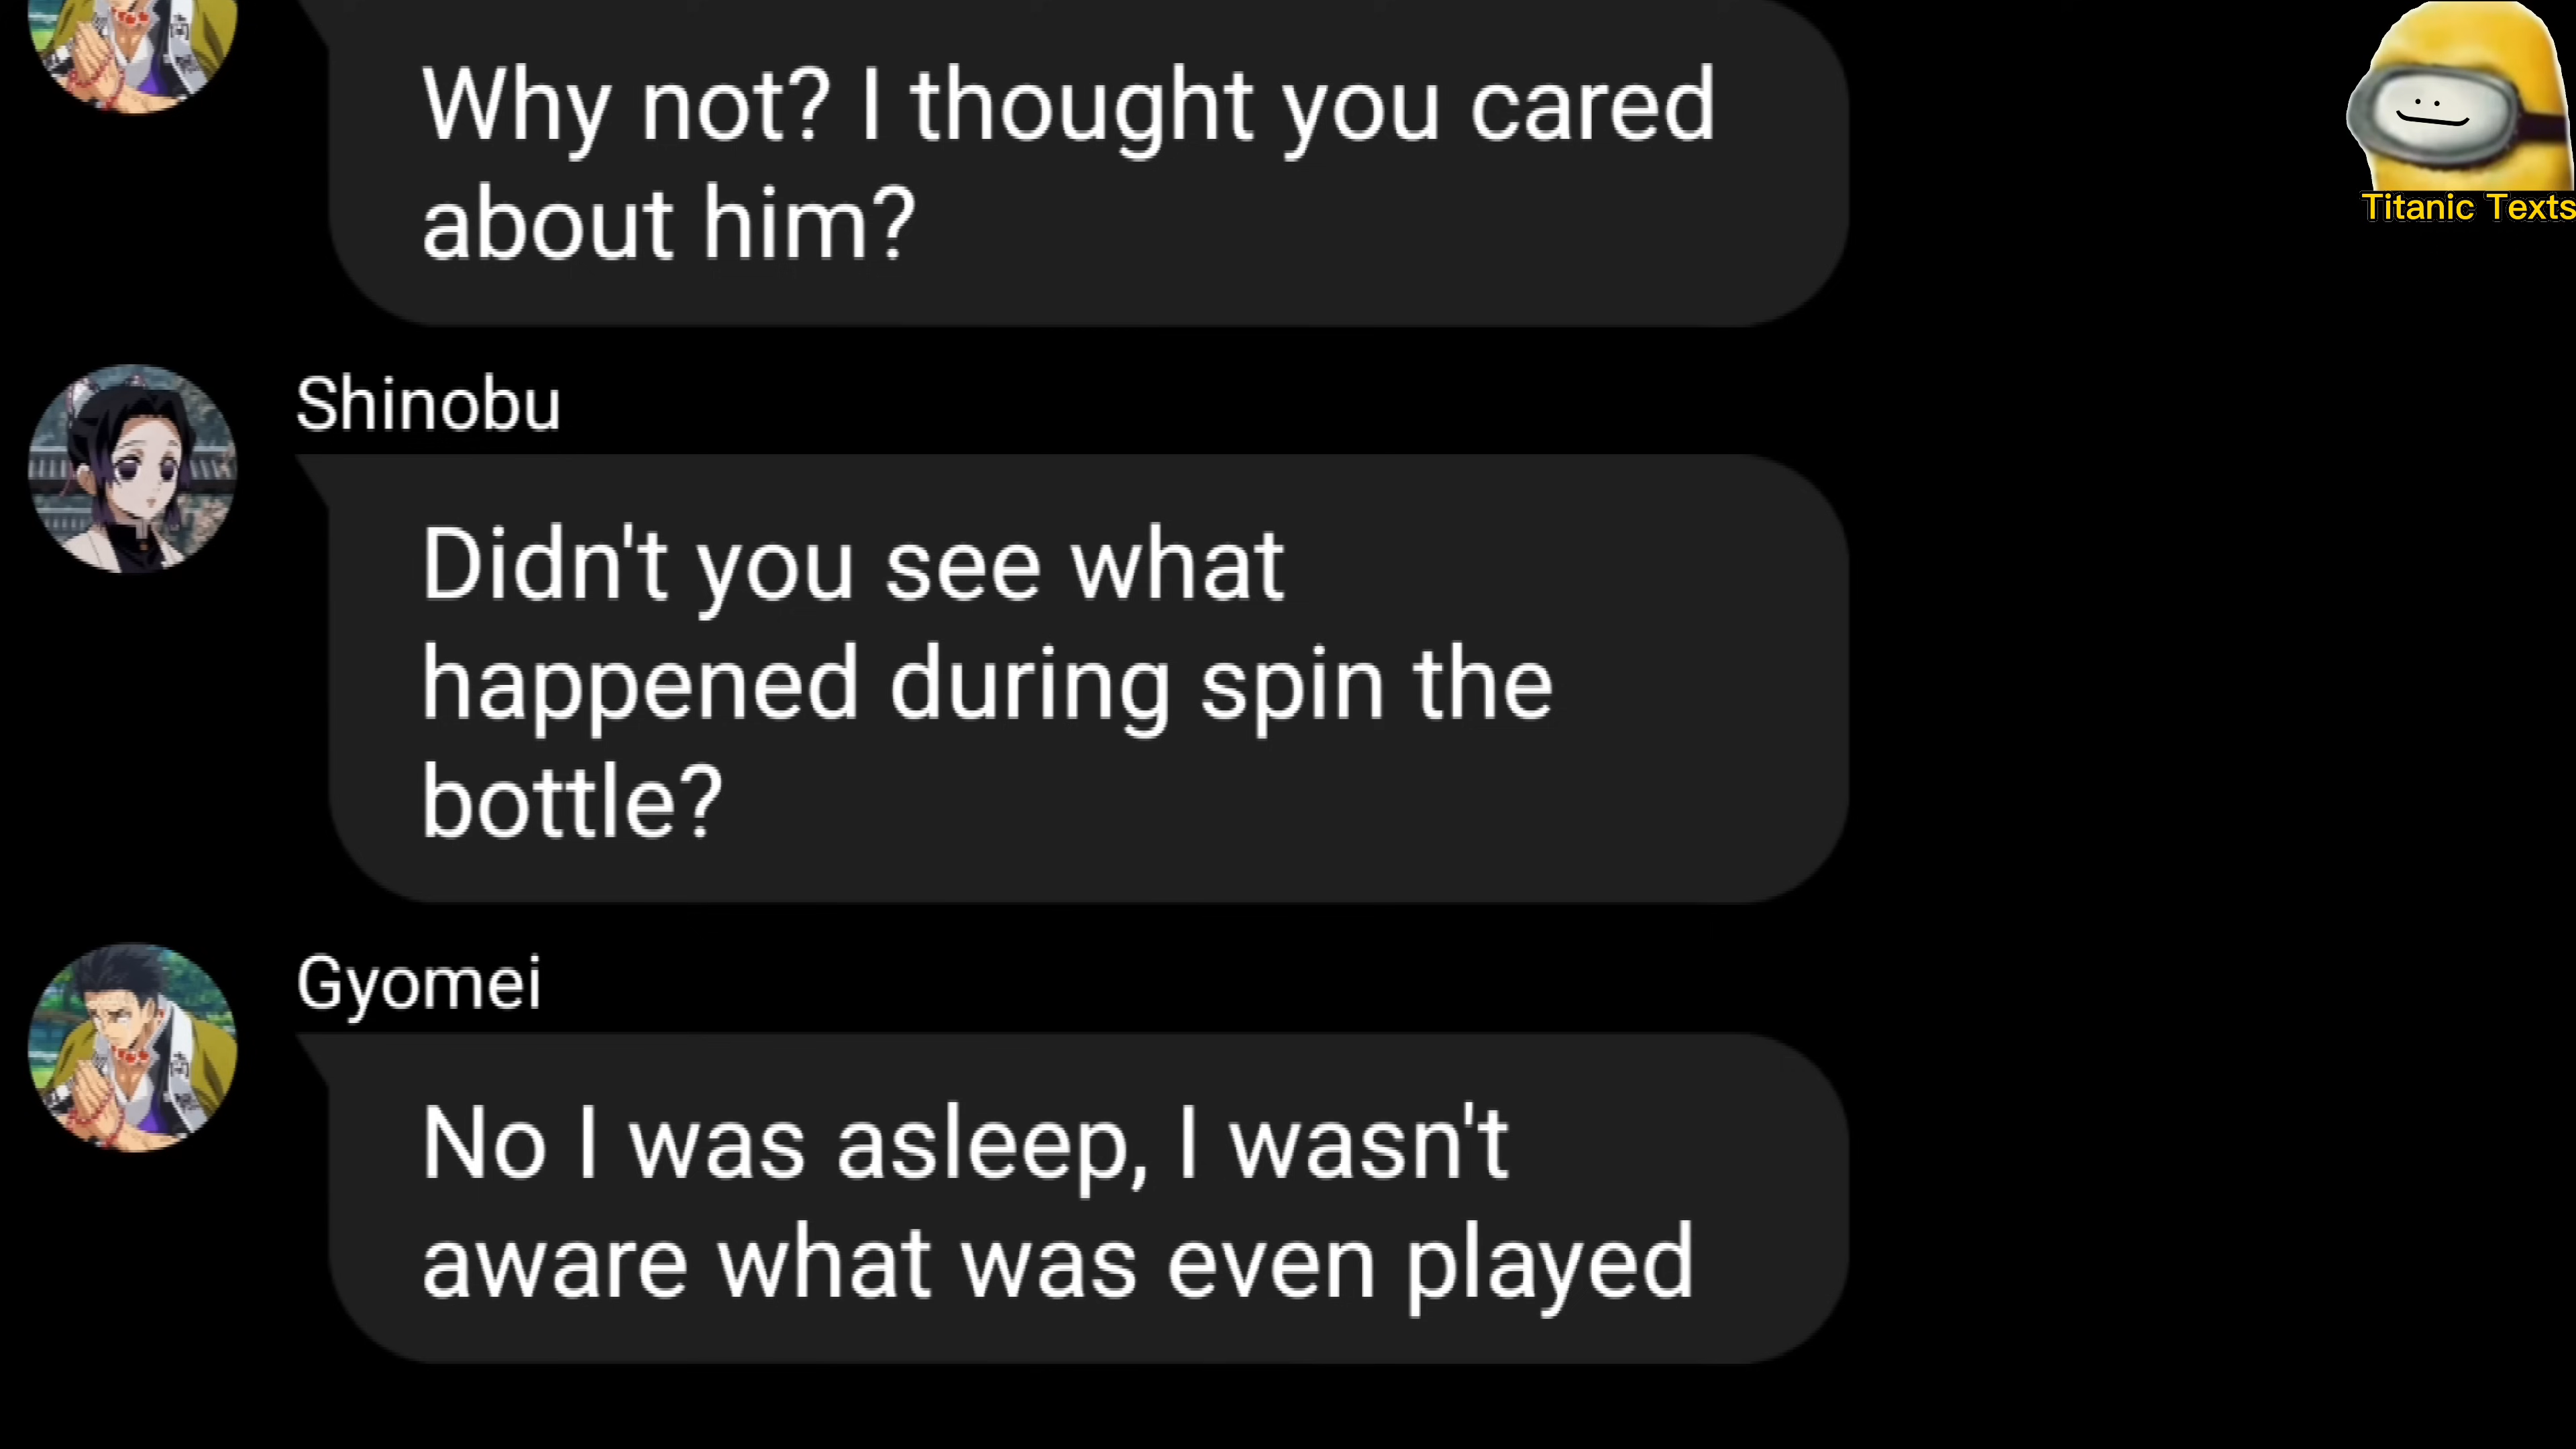 Why not? I thought you cared
about him?
Titanic Texts
Shinobu
Didn't you see what
happened during spin the
bottle?
Gyomei
No I was asleep, I wasn't
aware what was even played